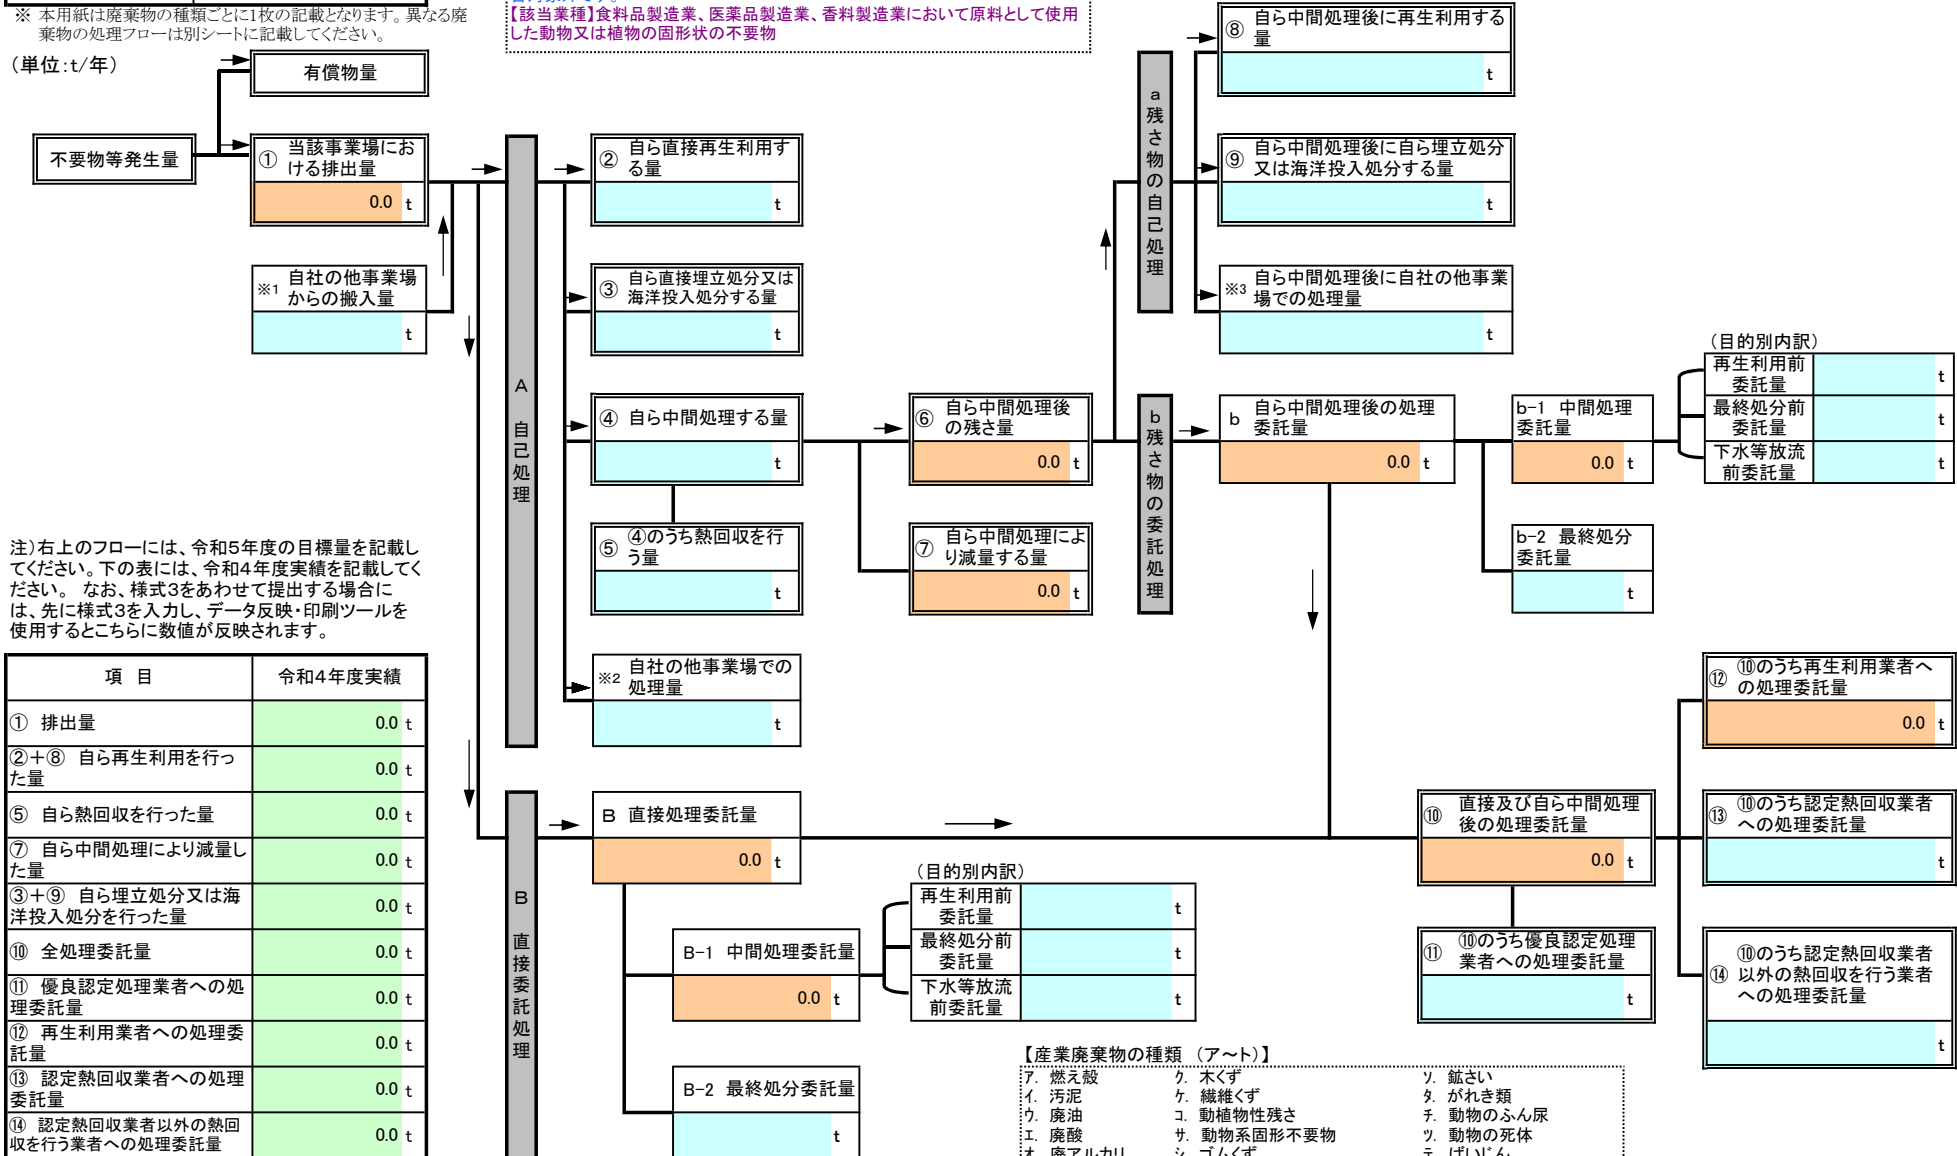 ※ 本用紙は廃棄物の種類ごとに1枚の記載となります。異なる廃
棄物の処理フローは別シートに記載してください。
(単位:t/年)
【該当業種】食料品製造業、医薬品製造業、香料製造業において原料として使用
した動物又は植物の固形状の不要物
有償物量
不要物等発生量
① 当該事業場にお
ける排出量
0.0 t
※1 自社の他事業場
からの搬入量
t
A 自己処理
② 自ら直接再生利用す
る量
t
③ 自ら直接埋立処分又は
海洋投入処分する量
t
④ 自ら中間処理する量
t
⑤ ④のうち熱回収を行
う量
t
※2 自社の他事業場での
処理量
t
⑥ 自ら中間処理後
の残さ量
0.0 t
⑦ 自ら中間処理によ
り減量する量
0.0 t
a 残さ物の自己処理
⑧ 自ら中間処理後に再生利用する
量
t
⑨ 自ら中間処理後に自ら埋立処分
又は海洋投入処分する量
t
※3 自ら中間処理後に自社の他事業
場での処理量
t
b 残さ物の委託処理
b 自ら中間処理後の処理
委託量
0.0 t
b-1 中間処理
委託量
0.0 t
b-2 最終処分
委託量
t
(目的別内訳)
再生利用前
委託量
t
最終処分前
委託量
t
下水等放流
前委託量
t
注)右上のフローには、令和5年度の目標量を記載し
てください。下の表には、令和4年度実績を記載してく
ださい。 なお、様式3をあわせて提出する場合に
は、先に様式3を入力し、データ反映・印刷ツールを
使用するとこちらに数値が反映されます。
項 目 令和4年度実績
① 排出量 0.0 t
②+⑧ 自ら再生利用を行っ
た量 0.0 t
⑤ 自ら熱回収を行った量 0.0 t
⑦ 自ら中間処理により減量し
た量 0.0 t
③+⑨ 自ら埋立処分又は海
洋投入処分を行った量 0.0 t
⑩ 全処理委託量 0.0 t
⑪ 優良認定処理業者への処
理委託量 0.0 t
⑫ 再生利用業者への処理委
託量 0.0 t
⑬ 認定熱回収業者への処理
委託量 0.0 t
⑭ 認定熱回収業者以外の熱回
収を行う業者への処理委託量 0.0 t
B 直接委託処理
B 直接処理委託量
0.0 t
B-1 中間処理委託量
0.0 t
B-2 最終処分委託量
t
(目的別内訳)
再生利用前
委託量
t
最終処分前
委託量
t
下水等放流
前委託量
t
⑩ 直接及び自ら中間処理
後の処理委託量
0.0 t
⑪ ⑩のうち優良認定処理
業者への処理委託量
t
⑫ ⑩のうち再生利用業者へ
の処理委託量
0.0 t
⑬ ⑩のうち認定熱回収業者
への処理委託量
t
⑭ ⑩のうち認定熱回収業者
以外の熱回収を行う業者
への処理委託量
t
【産業廃棄物の種類 (ア~ト)】
ア. 燃え殻 ク. 木くず ソ. 鉱さい
イ. 汚泥 ケ. 繊維くず タ. がれき類
ウ. 廃油 コ. 動植物性残さ チ. 動物のふん尿
エ. 廃酸 サ. 動物系固形不要物 ツ. 動物の死体
オ. 廃アルカリ シ. ゴムくず テ. ばいじん